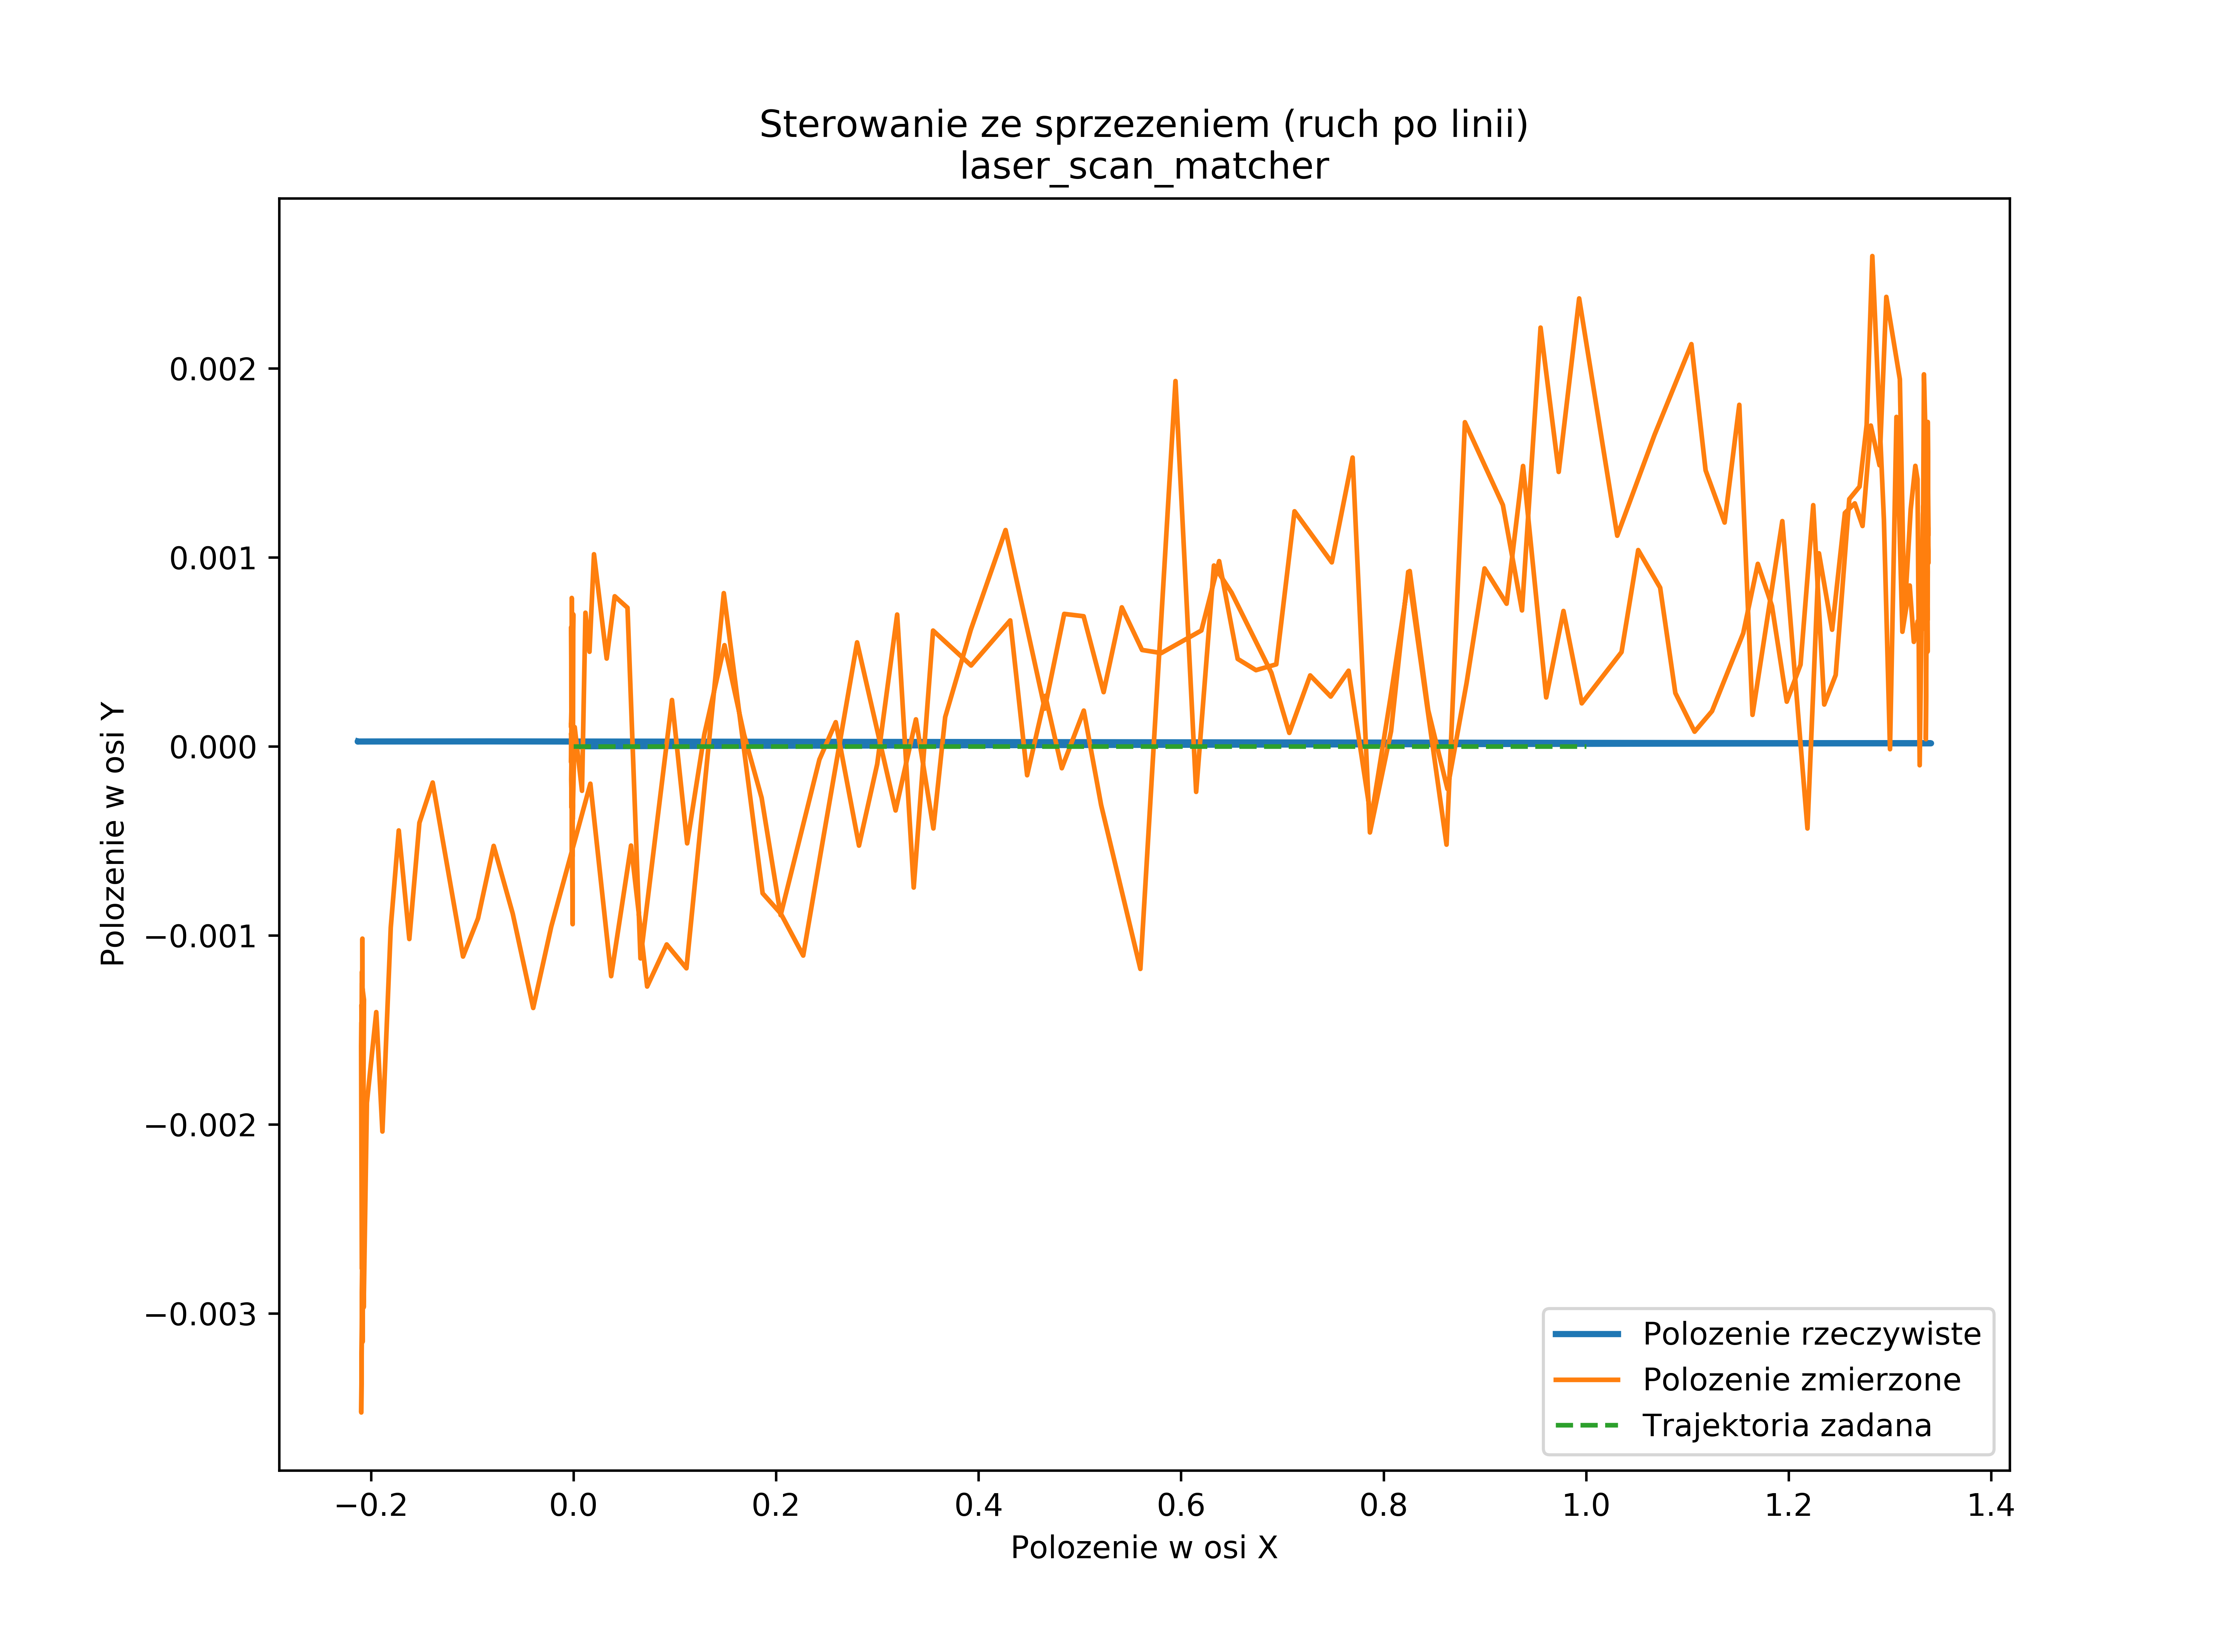 Sterowanie ze sprzezeniem (ruch po linii)
laser_scan_matcher
Polozenie w osi Y
0.002
0.001
0.000
−0.001
−0.002
−0.003
−0.2 0.0 0.2 0.4 0.6 0.8 1.0 1.2 1.4
Polozenie w osi X
Polozenie rzeczywiste
Polozenie zmierzone
Trajektoria zadana